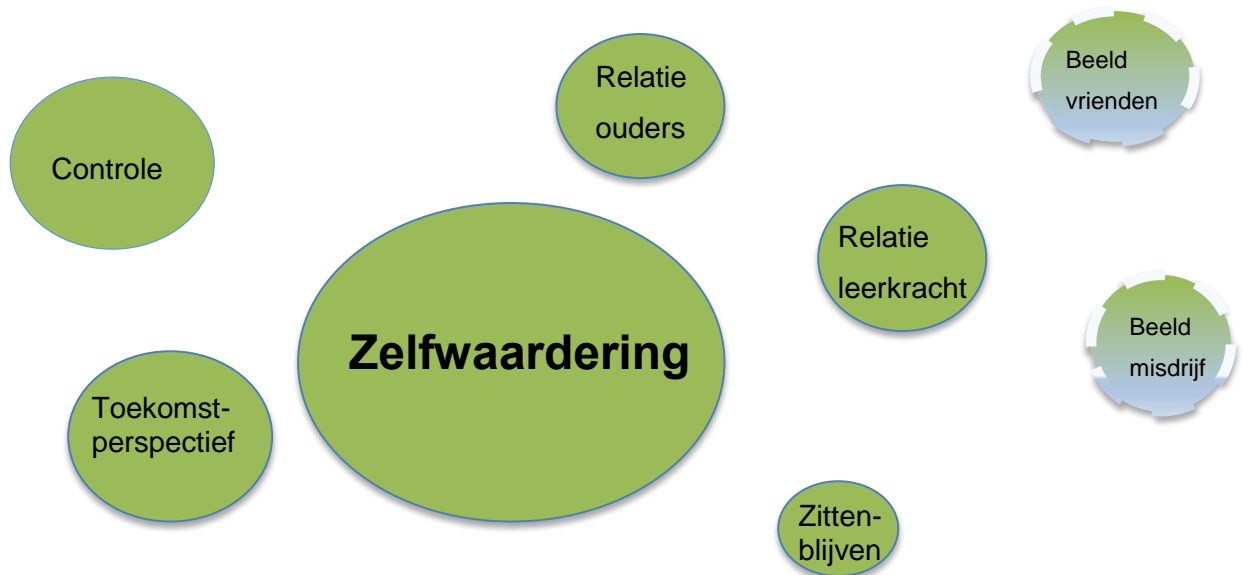 Relatie
ouders
Beeld
vrienden
Controle
Relatie
leerkracht
Zelfwaardering
Beeld
misdrijf
Toekomst-
perspectief
Zitten-
blijven